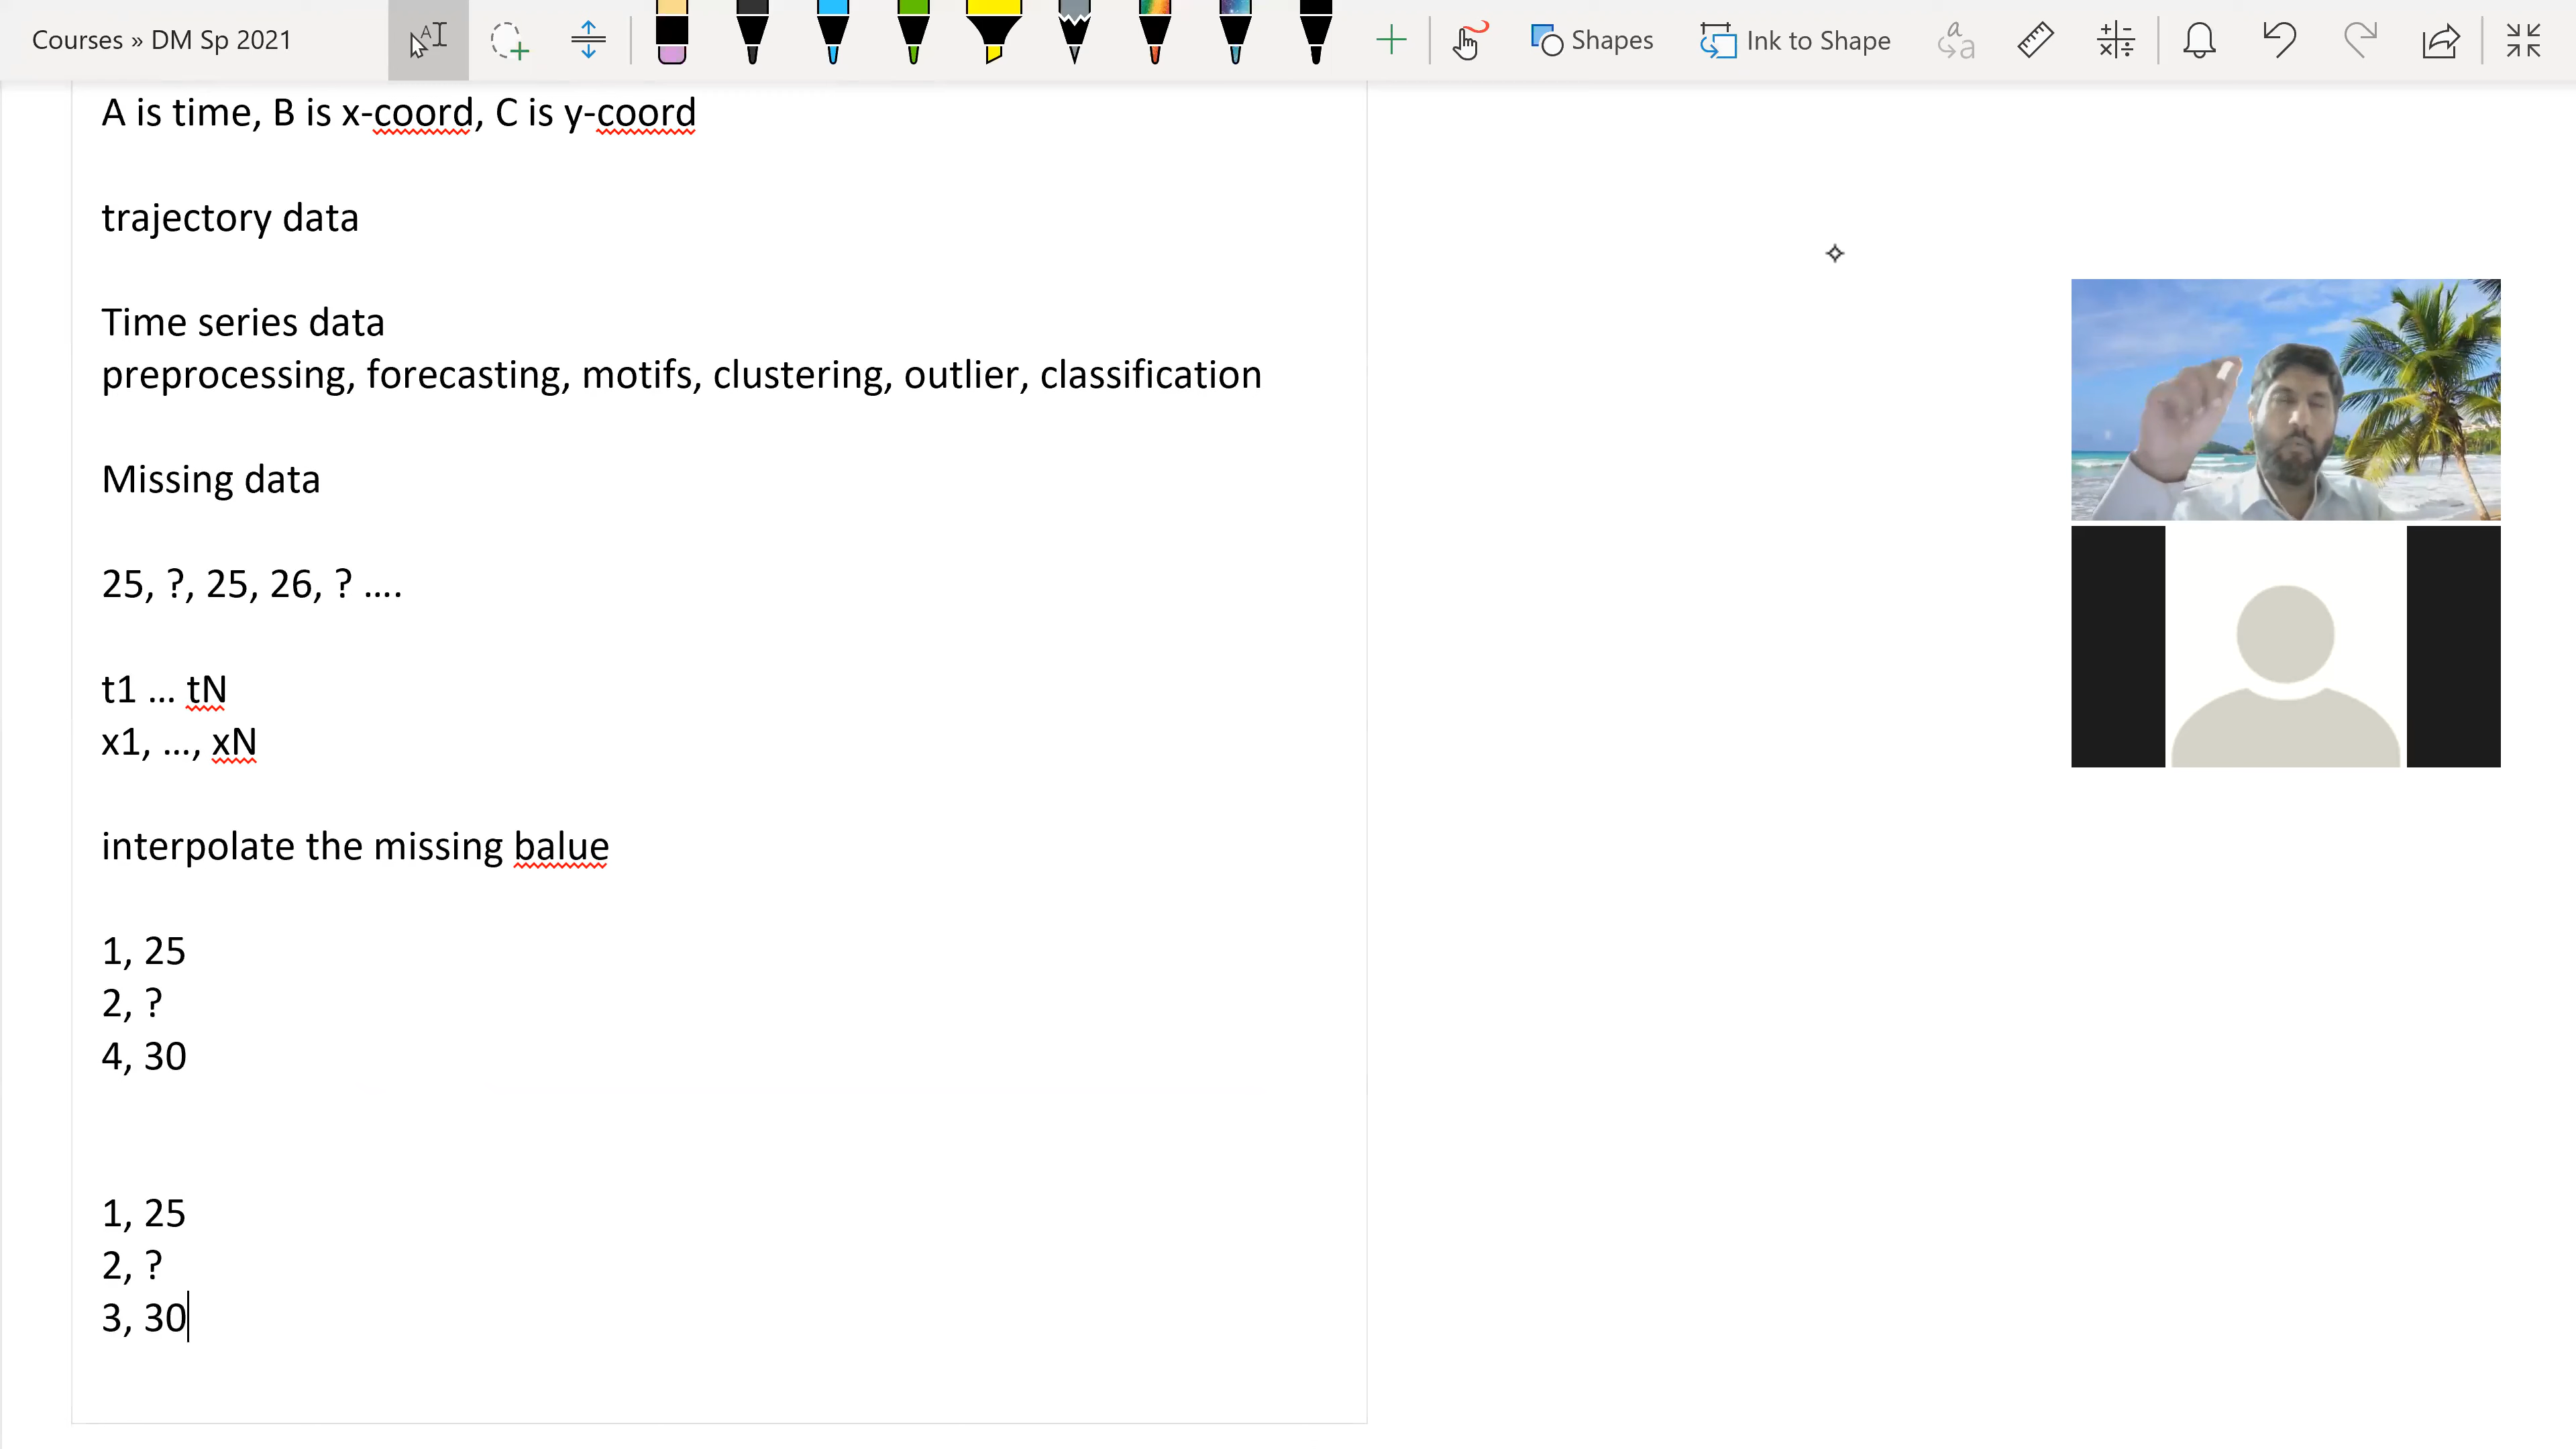 Courses » DM Sp 2021
Shapes
Ink to Shape
A is time, B is x-coord, C is y-coord
trajectory data
Time series data
preprocessing, forecasting, motifs, clustering, outlier, classification
Missing data
25, ?, 25, 26, ? ....
t1 ... tN
x1, ..., xN
interpolate the missing balue
1, 25
2, ?
4, 30
1, 25
2, ?
3, 30